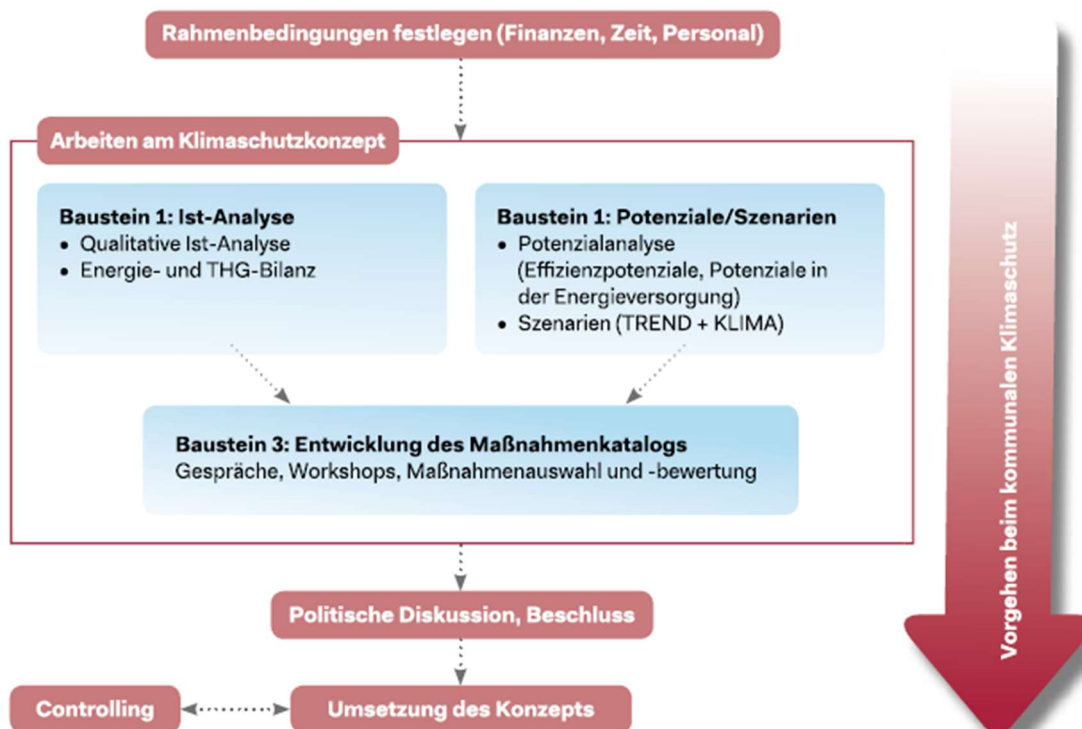 Rahmenbedingungen festlegen (Finanzen, Zeit, Personal)
Arbeiten am Klimaschutzkonzept
Baustein 1: Ist-Analyse
• Qualitative Ist-Analyse
• Energie- und THG-Bilanz
Baustein 1: Potenziale/Szenarien
• Potenzialanalyse
(Effizienzpotenziale, Potenziale in
der Energieversorgung)
• Szenarien (TREND + KLIMA)
Baustein 3: Entwicklung des Maßnahmenkatalogs
Gespräche, Workshops, Maßnahmenauswahl und -bewertung
Politische Diskussion, Beschluss
Controlling
Umsetzung des Konzepts
Vorgehen beim kommunalen Klimaschutz